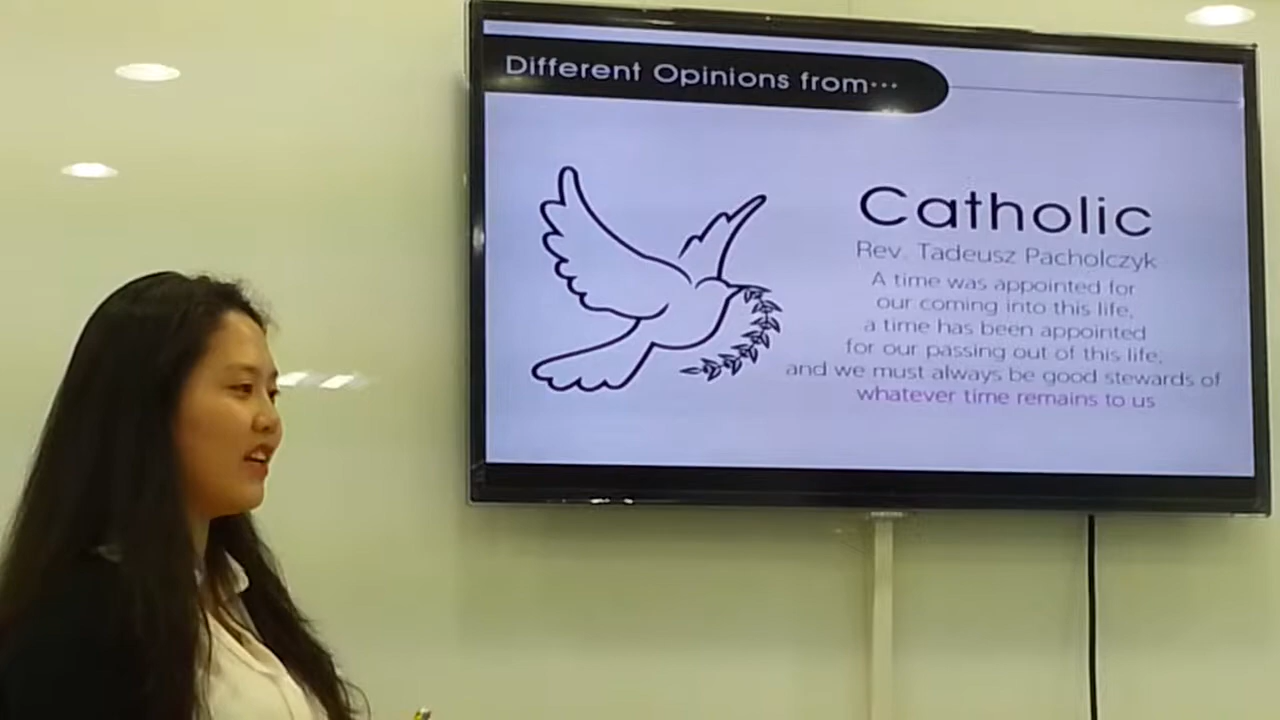 Different Opinions from...
Catholic
Rev. Tadeusz Pacholczyk
A time was appointed for
our coming into this life,
a time has been appointed
for our passing out of this life,
and we must always be good stewards of
whatever time remains to us